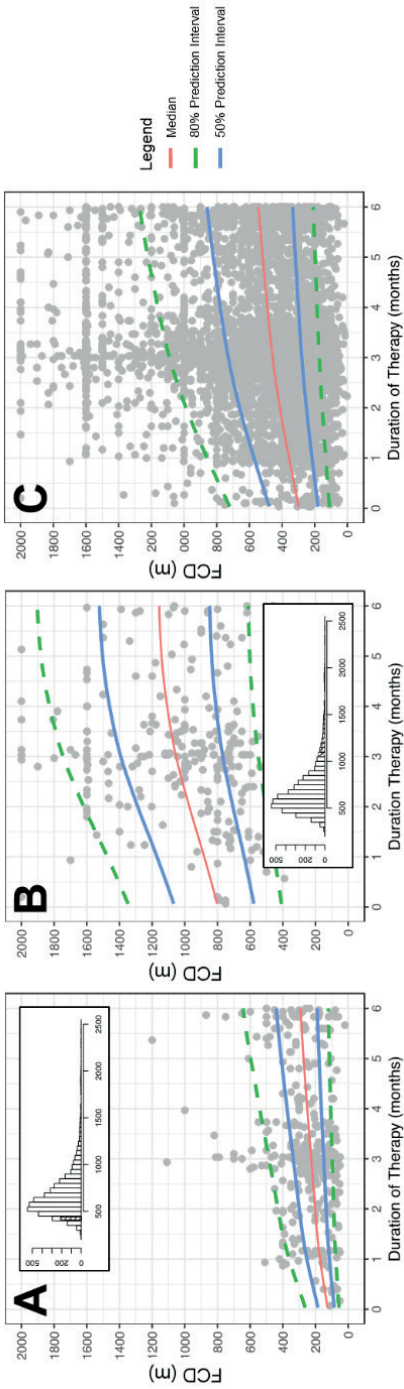 A
FCD (m)
2000
1800
1600
1400
1200
1000
800
600
400
200
0
0 1 2 3 4 5 6
Duration of Therapy (months)
500
200
0
500 1000 1500 2000 2500
B
FCD (m)
2000
1800
1600
1400
1200
1000
800
600
400
200
0
0 1 2 3 4 5 6
Duration Therapy (months)
500
200
0
500 1000 1500 2000 2500
C
FCD (m)
2000
1800
1600
1400
1200
1000
800
600
400
200
0
0 1 2 3 4 5 6
Duration of Therapy (months)
Legend
Median
80% Prediction Interval
50% Prediction Interval